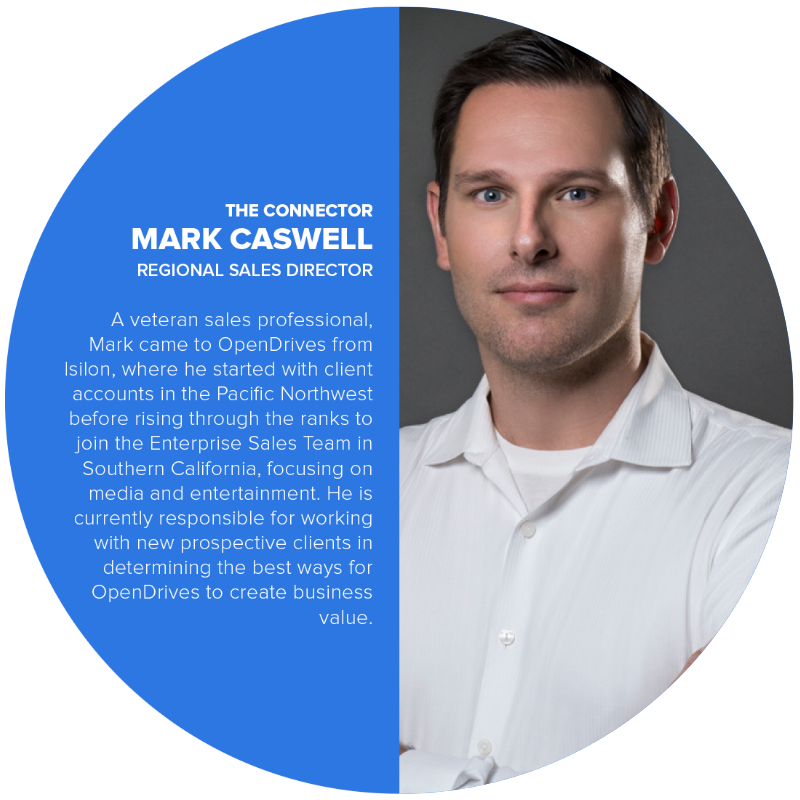 THE CONNECTOR
MARK CASWELL
REGIONAL SALES DIRECTOR
A veteran sales professional,
Mark came to OpenDrives from
Isilon, where he started with client
accounts in the Pacific Northwest
before rising through the ranks to
join the Enterprise Sales Team in
Southern California, focusing on
media and entertainment. He is
currently responsible for working
with new prospective clients in
determining the best ways for
OpenDrives to create business
value.